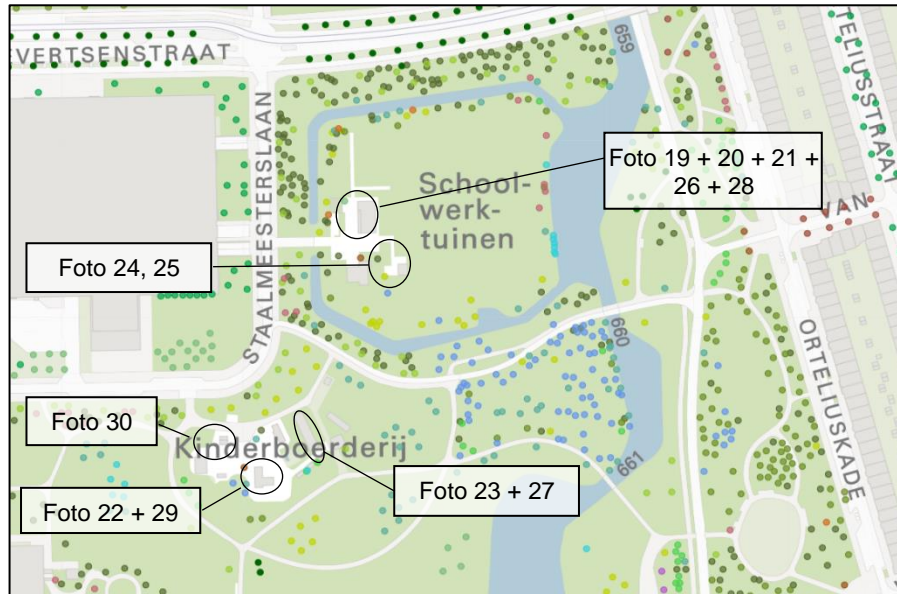 EVERTSENSTRAAT
659
TELIUSSTRAAT
STAALMEESTERSLAAN
Foto 19 + 20 + 21 +
26 + 28
School-
werk-
tuinen
VAN
Foto 24, 25
660
ORTELIUSKADE
Foto 30
Kinderboerderij
661
Foto 23 + 27
Foto 22 + 29